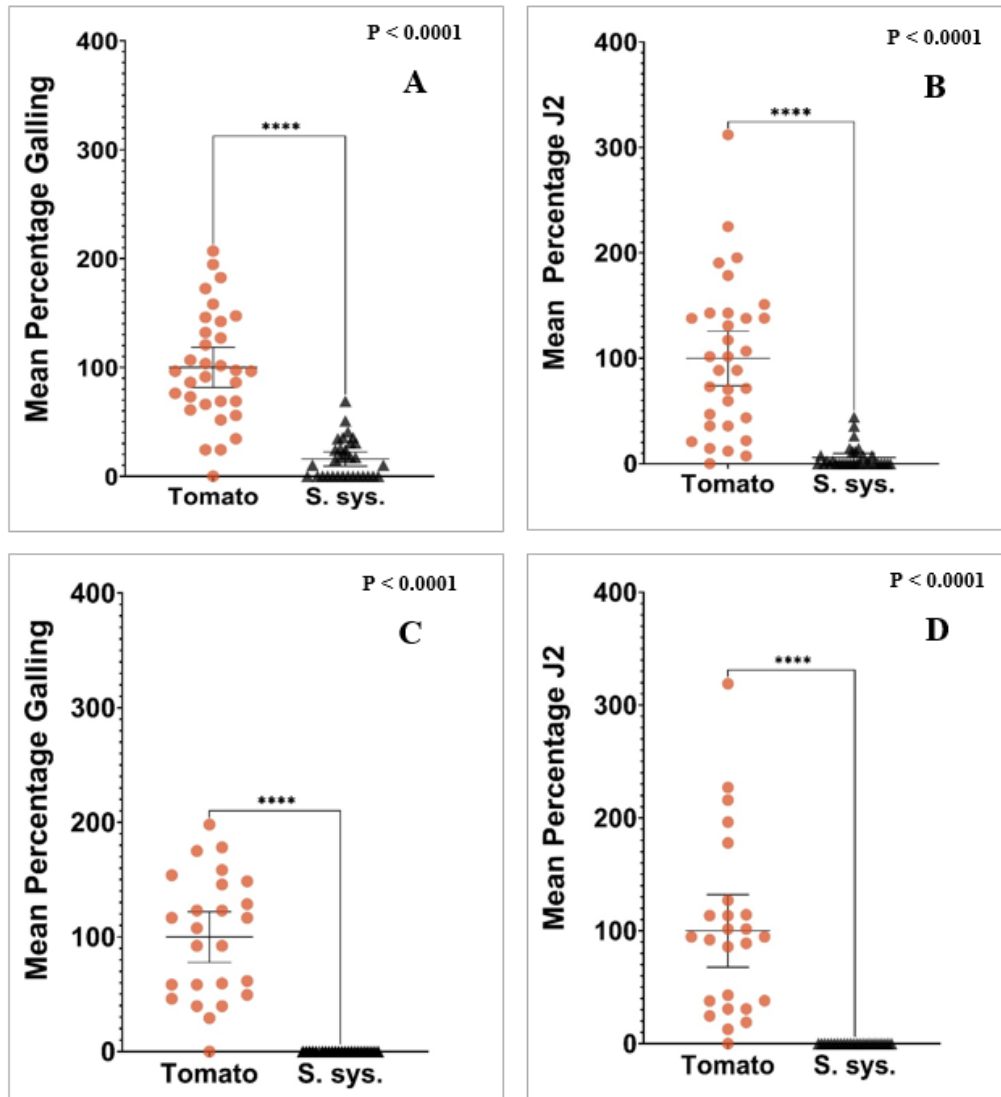 P < 0.0001
A
****
Mean Percentage Galling
400
300
200
100
0
Tomato S. sys.
P < 0.0001
B
****
Mean Percentage J2
400
300
200
100
0
Tomato S. sys.
P < 0.0001
C
****
Mean Percentage Galling
400
300
200
100
0
Tomato S. sys.
P < 0.0001
D
****
Mean Percentage J2
400
300
200
100
0
Tomato S. sys.